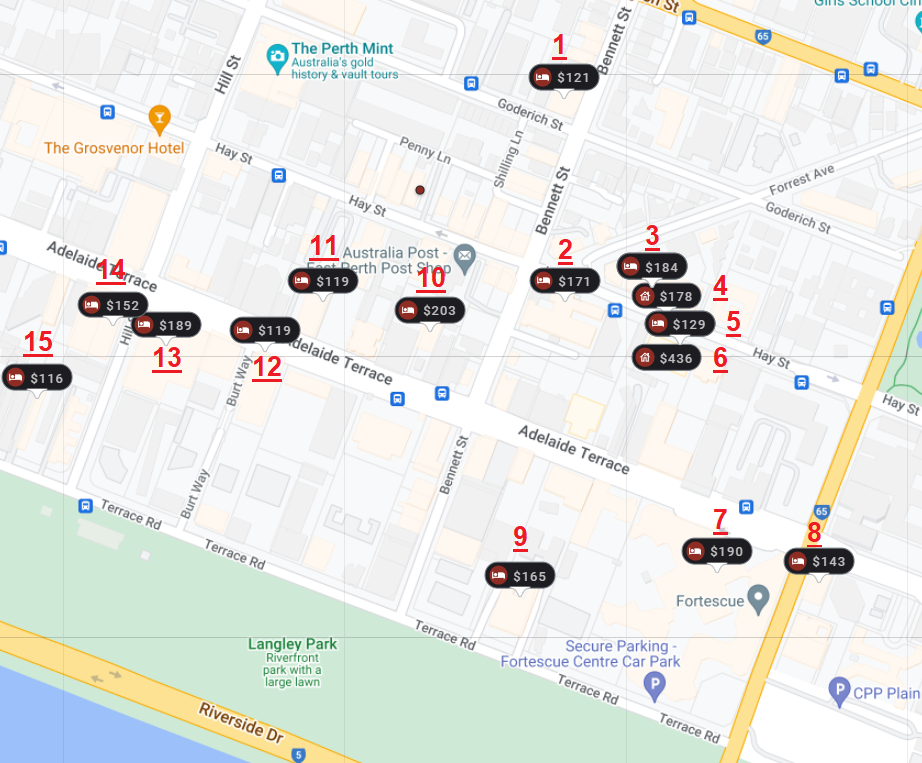 ch St
Girls School Cin
65
1
The Perth Mint
Australia's gold
history & vault tours
Hill St
Bennett St
$121
Goderich St
The Grosvenor Hotel
Hay St
Penny Ln
Shilling Ln
Forrest Ave
Goderich St
Bennett St
Hay St
Adelaide Terrace
11
Australia Post -
East Perth Post Shop
2
3
$184
14
$119
10
$171
$178
4
$152
$203
$129
5
15
Hill
$189
$119
13
12
Adelaide Terrace
$436
6
Hay St
$116
Burt Way
Hay St
Adelaide Terrace
Bennett St
Burt Way
Terrace Rd
65
7
8
9
Terrace Rd
$190
$143
$165
Fortescue
Terrace Rd
Langley Park
Riverfront
park with a
large lawn
Secure Parking -
Fortescue Centre Car Park
P
Terrace Rd
P
CPP Plain
Riverside Dr
Terrace Rd
5